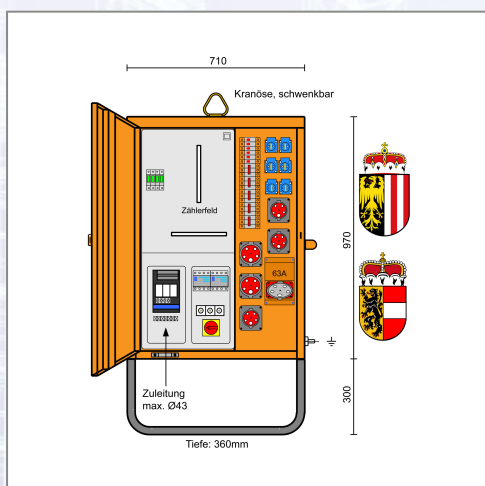 710
Kranöse, schwenkbar
Zählerfeld
970
63A
Zuleitung
max. Ø43
300
Tiefe: 360mm